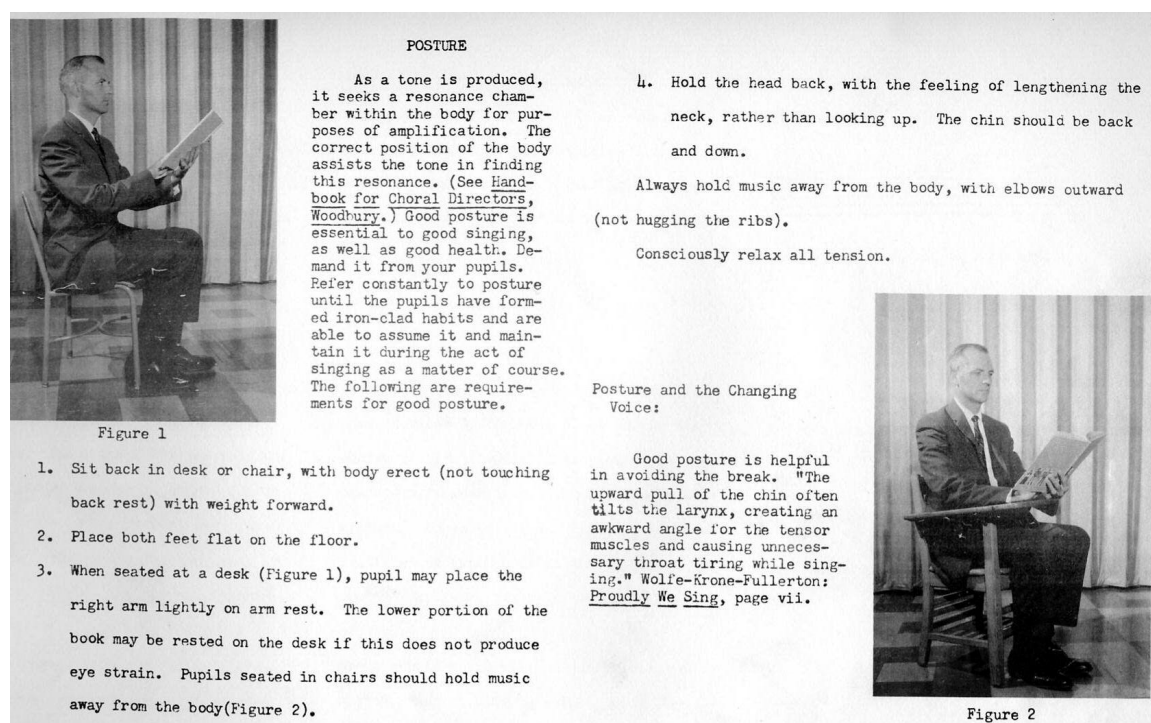 POSTURE
As a tone is produced,
it seeks a resonance cham-
ber within the body for pur-
poses of amplification. The
correct position of the body
assists the tone in finding
this resonance. (See Hand-
book for Choral Directors,
Woodbury.) Good posture is
essential to good singing,
as well as good health. De-
mand it from your pupils.
Refer constantly to posture
until the pupils have form-
ed iron-clad habits and are
able to assume it and main-
tain it during the act of
singing as a matter of course.
The following are require-
ments for good posture.
Figure 1
1. Sit back in desk or chair, with body erect (not touching
back rest) with weight forward.
2. Place both feet flat on the floor.
3. When seated at a desk (Figure 1), pupil may place the
right arm lightly on arm rest. The lower portion of the
book may be rested on the desk if this does not produce
eye strain. Pupils seated in chairs should hold music
away from the body(Figure 2).
4. Hold the head back, with the feeling of lengthening the
neck, rather than looking up. The chin should be back
and down.
Always hold music away from the body, with elbows outward
(not hugging the ribs).
Consciously relax all tension.
Posture and the Changing
Voice:
Good posture is helpful
in avoiding the break. "The
upward pull of the chin often
tilts the larynx, creating an
awkward angle for the tensor
muscles and causing unneces-
sary throat tiring while sing-
ing." Wolfe-Krone-Fullerton:
Proudly We Sing, page vii.
Figure 2